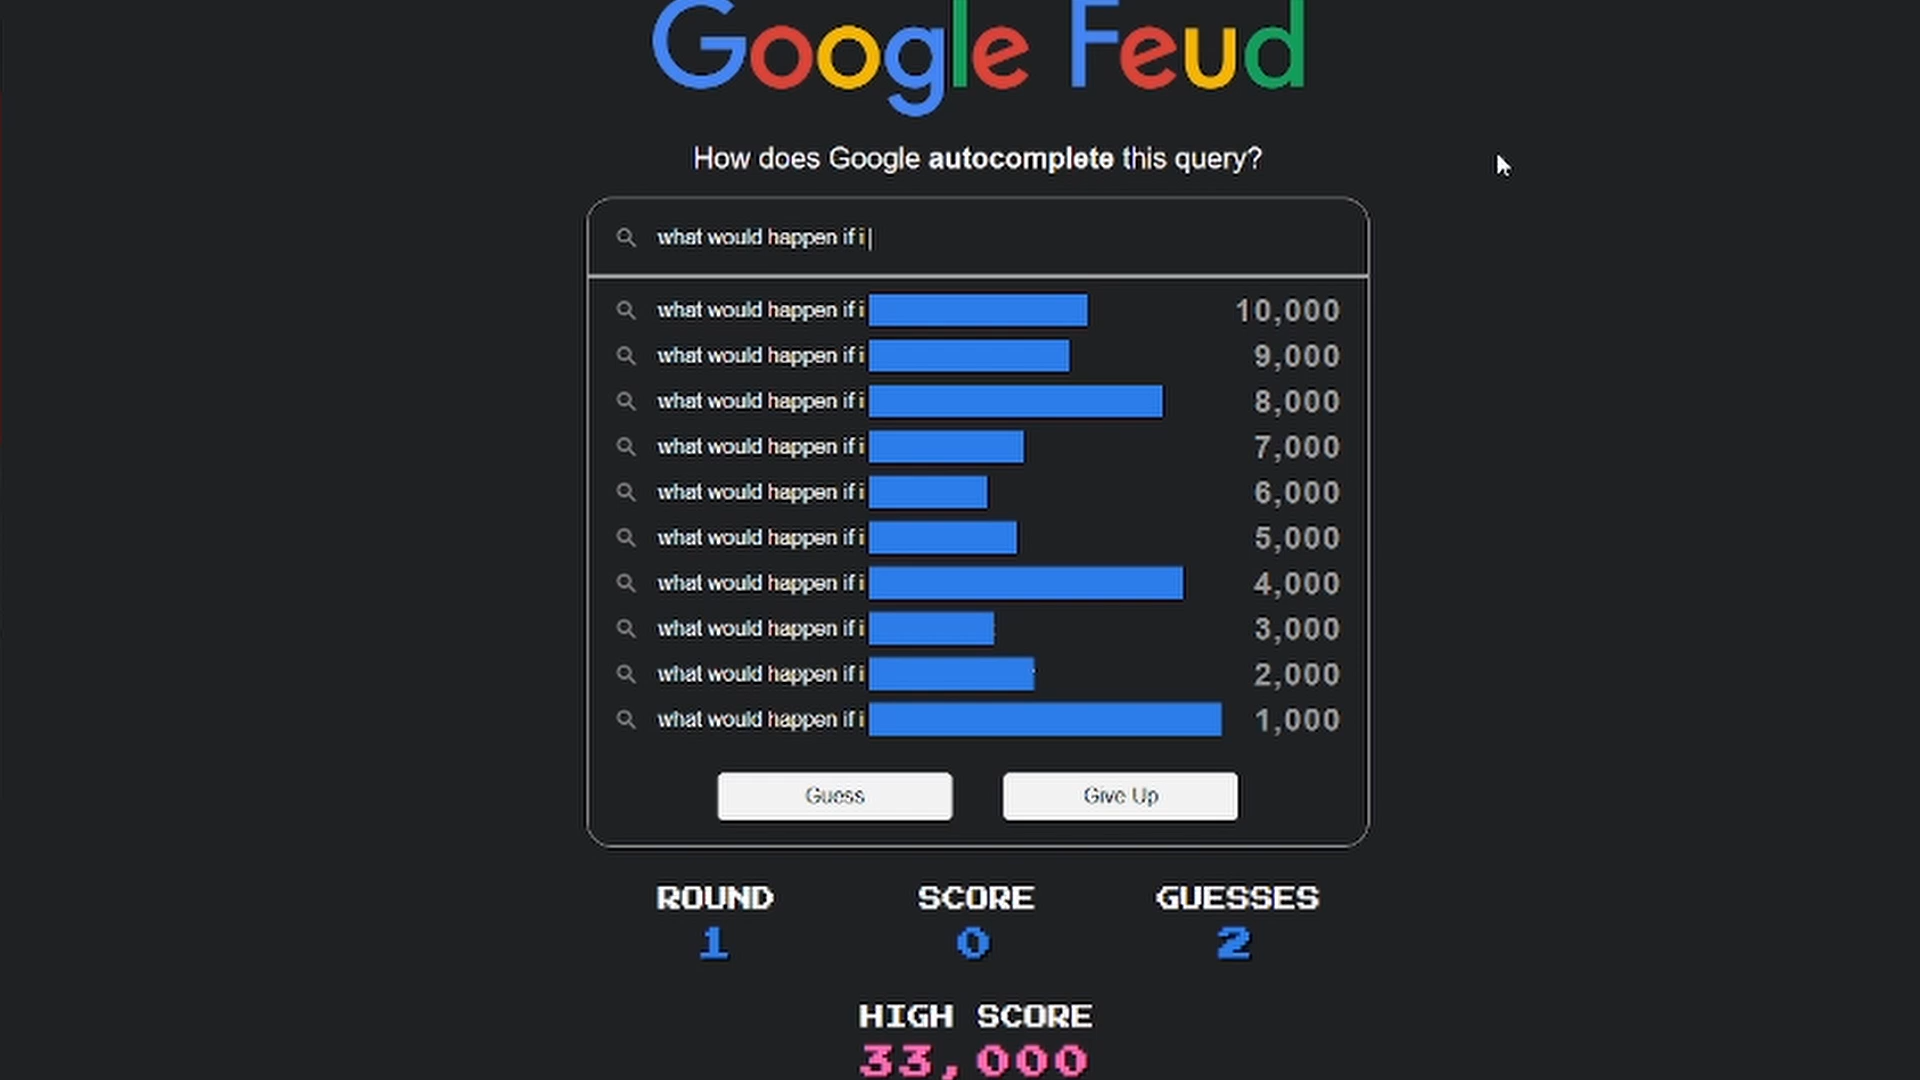 Google Feud
How does Google autocomplete this query?
what would happen if i
what would happen if i 10,000
what would happen if i 9,000
what would happen if i 8,000
what would happen if i 7,000
what would happen if i 6,000
what would happen if i 5,000
what would happen if i 4,000
what would happen if i 3,000
what would happen if i 2,000
what would happen if i 1,000
Guess Give Up
ROUND SCORE GUESSES
1 0 2
HIGH SCORE
33,000